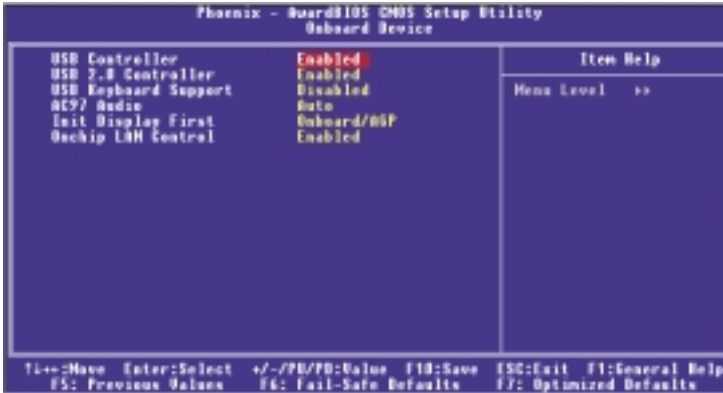 Phoenix - AwardBIOS CMOS Setup Utility
Onboard Device
USB Controller Enabled
USB 2.0 Controller Enabled
USB Keyboard Support Disabled
AC97 Audio Auto
Init Display First Onboard/AGP
Onchip LAN Control Enabled
Item Help
Menu Level ▸▸
↑↓→←:Move Enter:Select +/-/PU/PD:Value F10:Save ESC:Exit F1:General Help
F5: Previous Values F6: Fail-Safe Defaults F7: Optimized Defaults